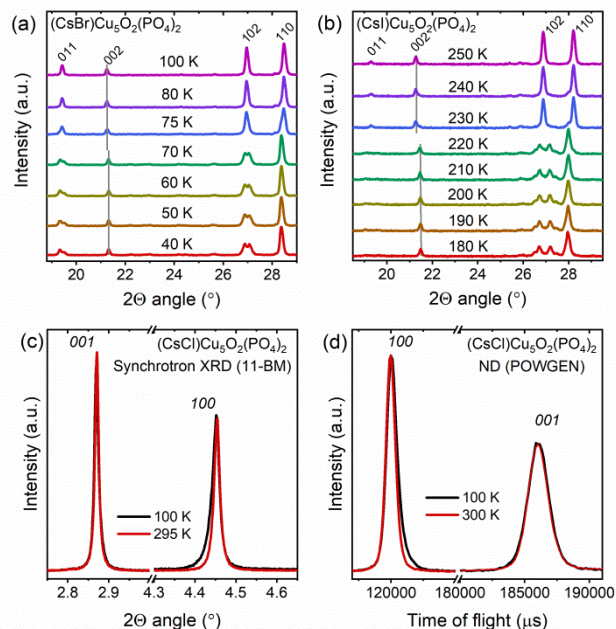 (a) (CsBr)Cu5O2(PO4)2
102
110
011
002
100 K
80 K
75 K
70 K
60 K
50 K
40 K
Intensity (a.u.)
20 22 24 26 28
2Θ angle (°)
(b) (CsI)Cu5O2(PO4)2
102
110
011
002
250 K
240 K
230 K
220 K
210 K
200 K
190 K
180 K
Intensity (a.u.)
20 22 24 26 28
2Θ angle (°)
(c) (CsCl)Cu5O2(PO4)2
001
Synchrotron XRD (11-BM)
100
100 K
295 K
Intensity (a.u.)
2.8 2.9 4.3 4.4 4.5 4.6
2Θ angle (°)
(d) (CsCl)Cu5O2(PO4)2
100
ND (POWGEN)
001
100 K
300 K
Intensity (a.u.)
120000 180000 185000 190000
Time of flight (µs)